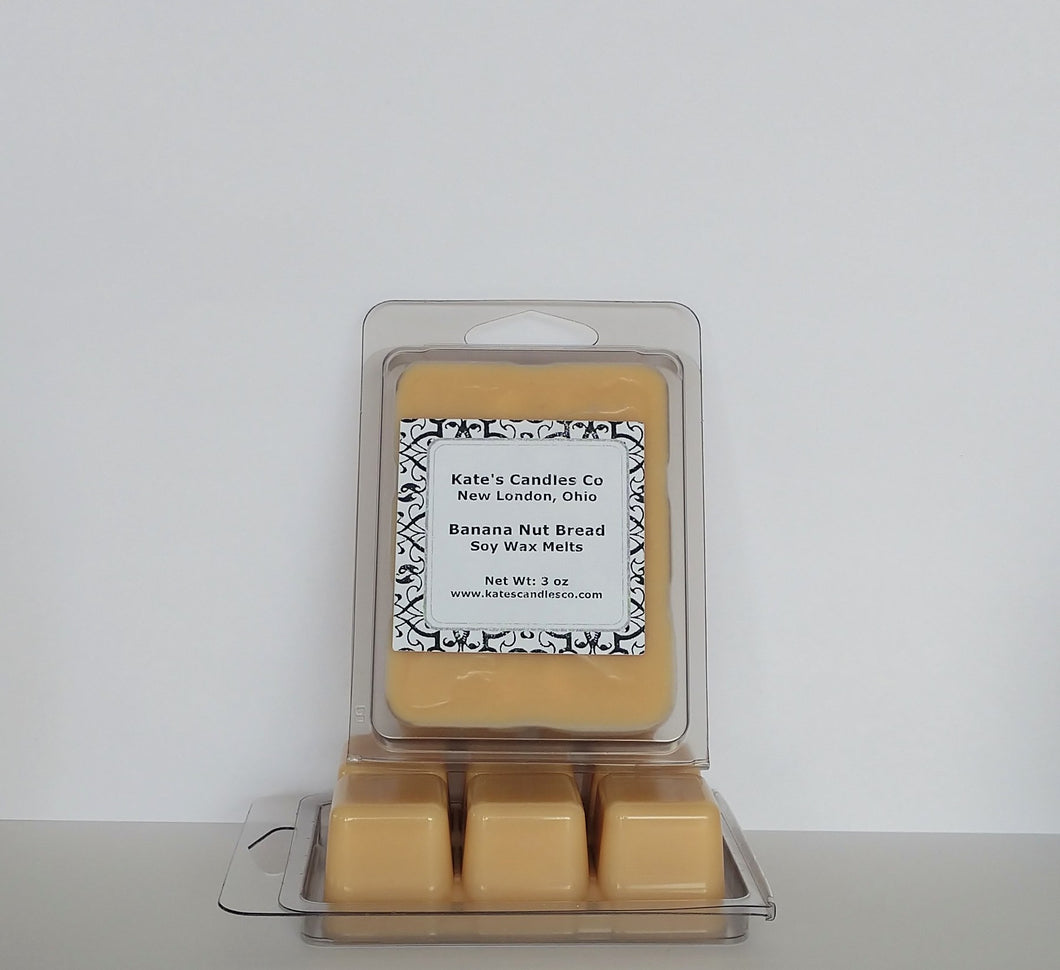 Kate's Candles Co
New London, Ohio
Banana Nut Bread
Soy Wax Melts
Net Wt: 3 oz
www.katescandlesco.com